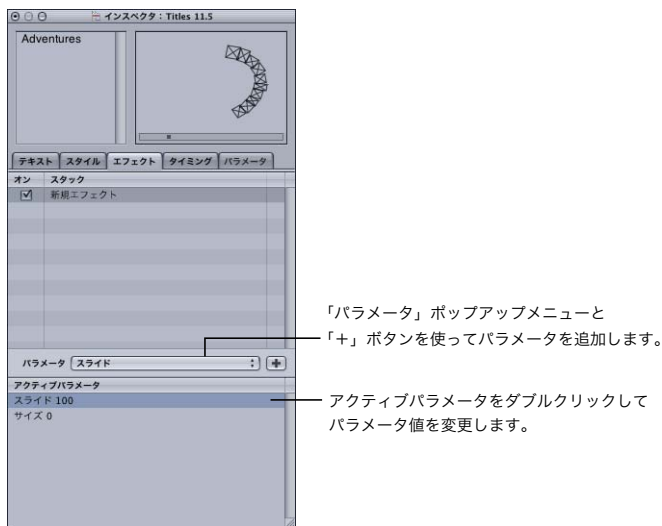 インスペクタ：Titles 11.5
Adventures
テキスト スタイル エフェクト タイミング パラメータ
オン スタック
新規エフェクト
「パラメータ」ポップアップメニューと
「＋」ボタンを使ってパラメータを追加します。
パラメータ スライド
アクティブパラメータ
スライド 100
サイズ 0
アクティブパラメータをダブルクリックして
パラメータ値を変更します。